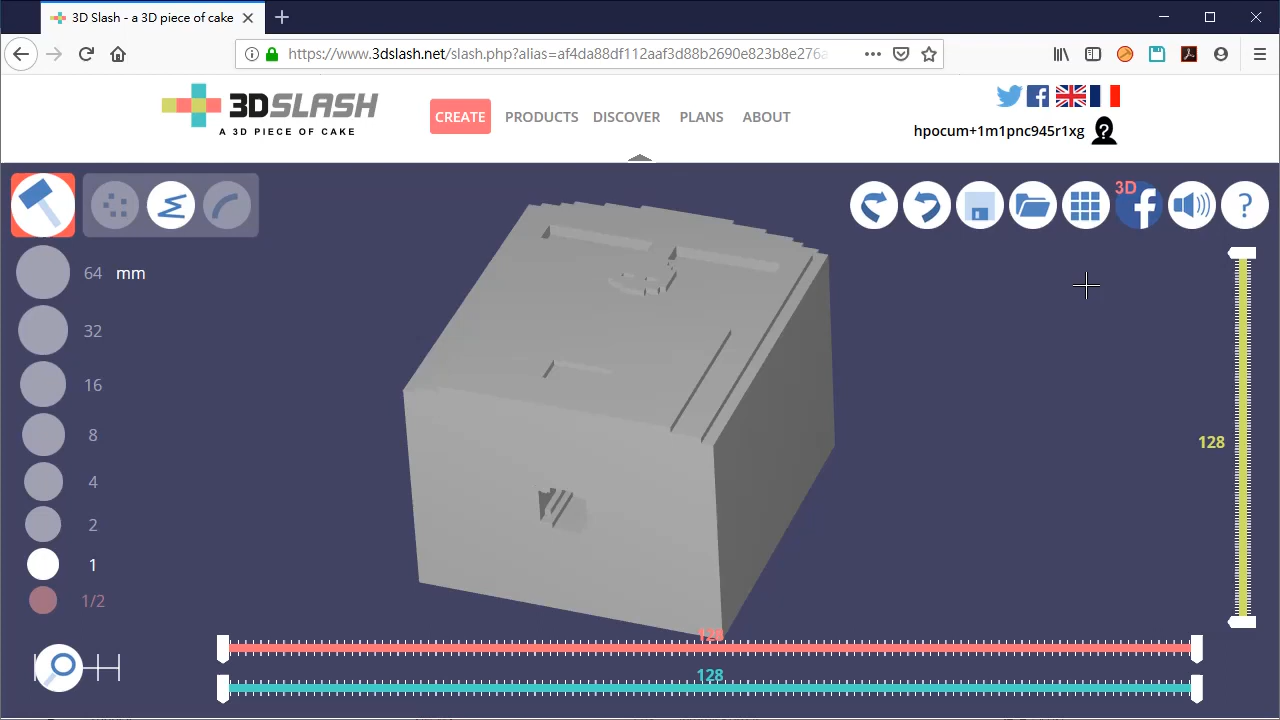 3D Slash - a 3D piece of cake
https://www.3dslash.net/slash.php?alias=af4da88df112aaf3d88b2690e823b8e276a
3DSLASH
A 3D PIECE OF CAKE
CREATE PRODUCTS DISCOVER PLANS ABOUT
hpocum+1m1pnc945r1xg
3D
64 mm
32
16
8
4
2
1
1/2
128
128
128